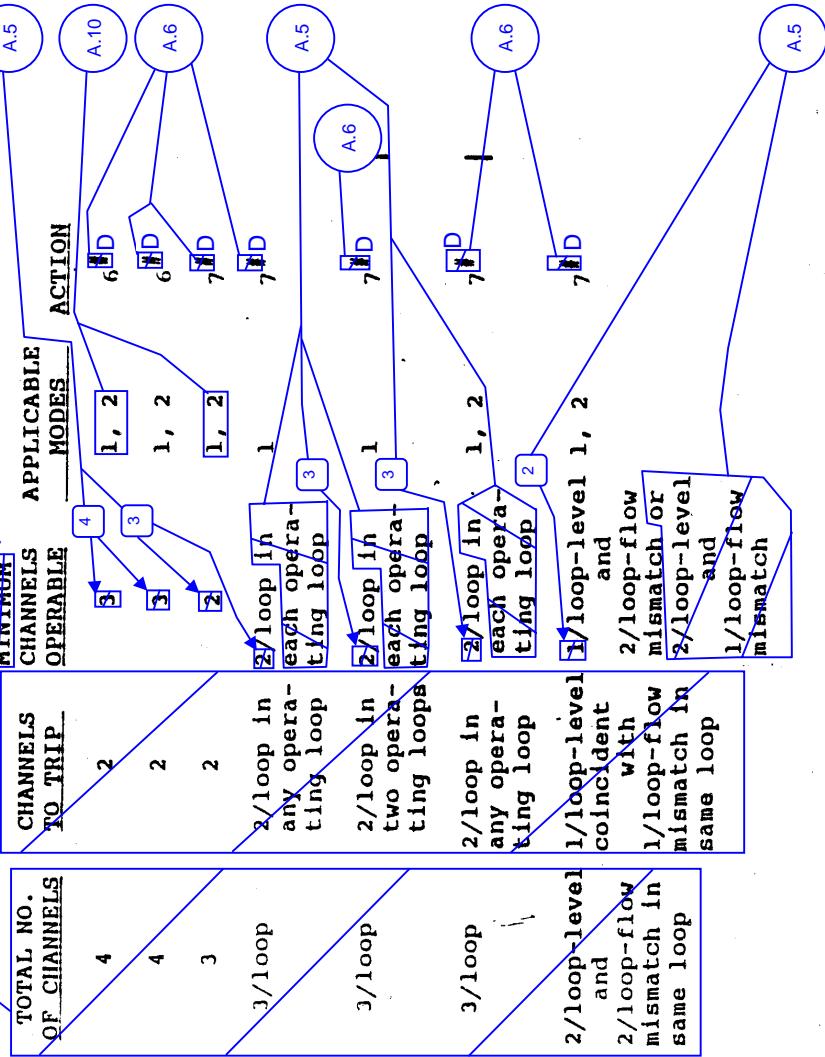 MINIMUM A.5
TOTAL NO. CHANNELS CHANNELS APPLICABLE
OF CHANNELS TO TRIP OPERABLE MODES ACTION
4 A.10
4 2 3 1, 2 6# D
3 A.6
4 2 3 1, 2 6# D
3 2 2 1, 2 7# D
3/loop 2/loop in 2/loop in 1 7# D
any opera- each opera-
ting loop ting loop 3 A.5
A.6
3/loop 2/loop in 2/loop in 1 7# D
two opera- each opera- 3
ting loops ting loop
3/loop 2/loop in 2/loop in 1, 2 7# D
any opera- each opera- A.6
ting loop ting loop 2
2/loop-level 1/loop-level 1/loop-level 1, 2 7# D
and coincident and
2/loop-flow with 2/loop-flow
mismatch in 1/loop-flow mismatch or
same loop mismatch in 2/loop-level
same loop and
1/loop-flow
mismatch A.5